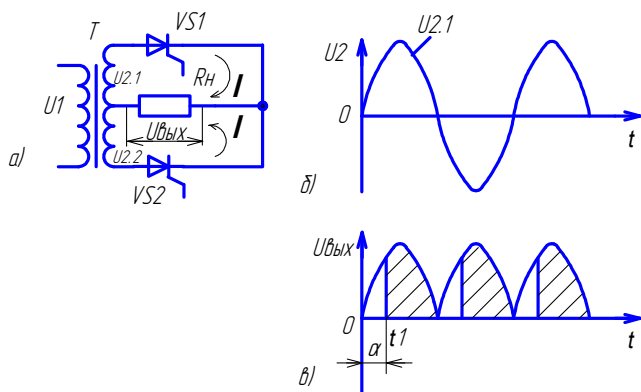 T
VS1
U2.1
Rн
I
U1
Uвых
I
U2.2
VS2
а)
U2
U2.1
0
t
б)
Uвых
0
t1
t
α
в)